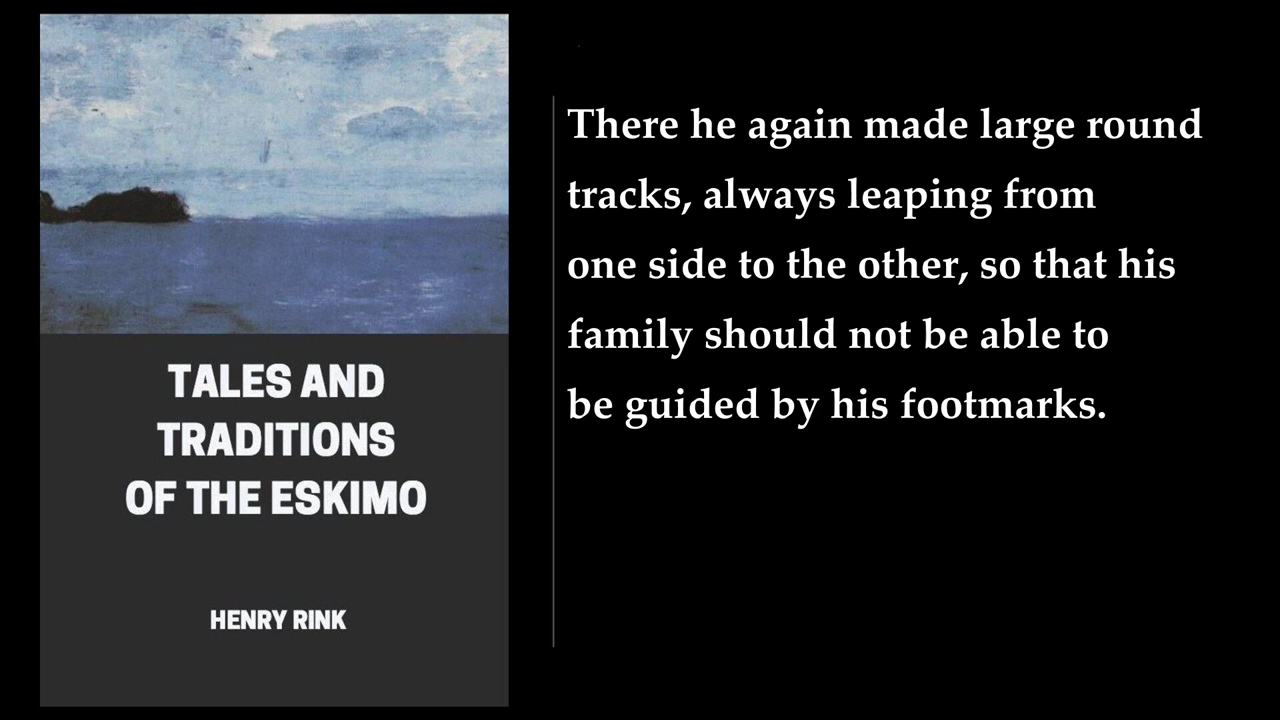 TALES AND
TRADITIONS
OF THE ESKIMO
HENRY RINK
There he again made large round
tracks, always leaping from
one side to the other, so that his
family should not be able to
be guided by his footmarks.